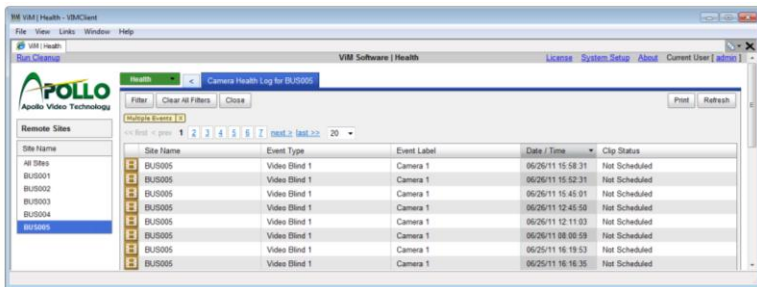 ViM | Health - VIMClient
File View Links Window Help
ViM | Health
Run Cleanup
ViM Software | Health
License System Setup About Current User [ admin ]
APOLLO
Apollo Video Technology
Remote Sites
Site Name
All Sites
BUS001
BUS002
BUS003
BUS004
BUS005
Health < Camera Health Log for BUS005
Filter Clear All Filters Close Print Refresh
Multiple Events X
<< first < prev 1 2 3 4 5 6 7 next > last >> 20
Site Name Event Type Event Label Date / Time Clip Status
BUS005 Video Blind 1 Camera 1 06/26/11 15:58:31 Not Scheduled
BUS005 Video Blind 1 Camera 1 06/26/11 15:52:31 Not Scheduled
BUS005 Video Blind 1 Camera 1 06/26/11 15:45:01 Not Scheduled
BUS005 Video Blind 1 Camera 1 06/26/11 12:45:50 Not Scheduled
BUS005 Video Blind 1 Camera 1 06/26/11 12:11:03 Not Scheduled
BUS005 Video Blind 1 Camera 1 06/26/11 08:00:59 Not Scheduled
BUS005 Video Blind 1 Camera 1 06/25/11 16:19:53 Not Scheduled
BUS005 Video Blind 1 Camera 1 06/25/11 16:16:35 Not Scheduled